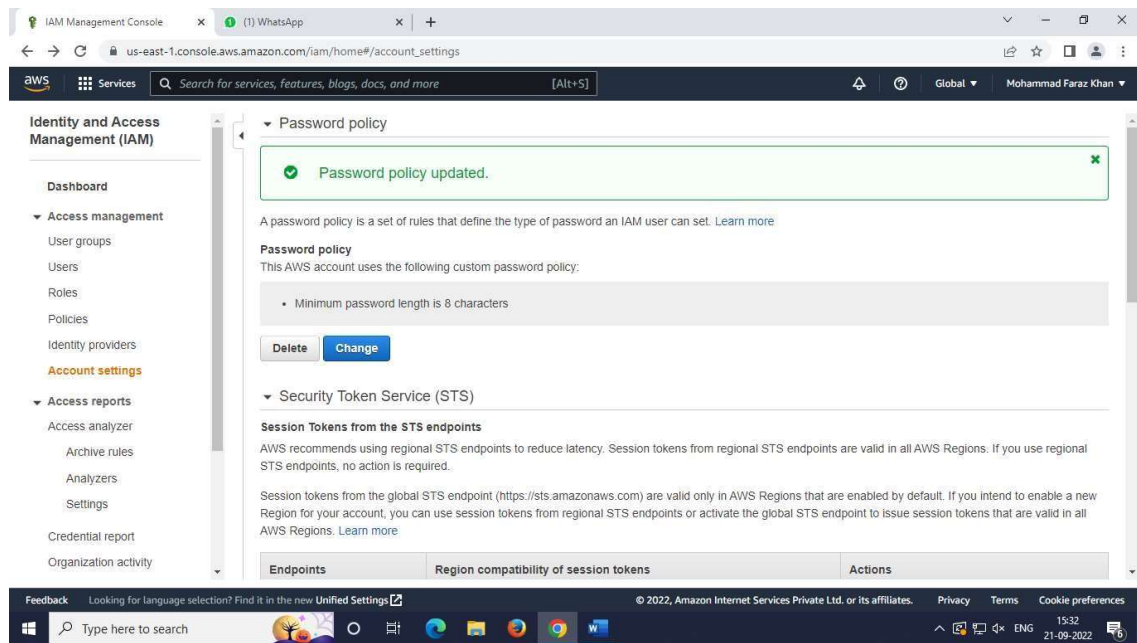 IAM Management Console
(1) WhatsApp
us-east-1.console.aws.amazon.com/iam/home#/account_settings
aws
Services
Search for services, features, blogs, docs, and more
[Alt+S]
Global
Mohammad Faraz Khan
Identity and Access
Management (IAM)
Dashboard
Access management
User groups
Users
Roles
Policies
Identity providers
Account settings
Access reports
Access analyzer
Archive rules
Analyzers
Settings
Credential report
Organization activity
Password policy
Password policy updated.
A password policy is a set of rules that define the type of password an IAM user can set. Learn more
Password policy
This AWS account uses the following custom password policy:
• Minimum password length is 8 characters
Delete
Change
Security Token Service (STS)
Session Tokens from the STS endpoints
AWS recommends using regional STS endpoints to reduce latency. Session tokens from regional STS endpoints are valid in all AWS Regions. If you use regional
STS endpoints, no action is required.
Session tokens from the global STS endpoint (https://sts.amazonaws.com) are valid only in AWS Regions that are enabled by default. If you intend to enable a new
Region for your account, you can use session tokens from regional STS endpoints or activate the global STS endpoint to issue session tokens that are valid in all
AWS Regions. Learn more
Endpoints
Region compatibility of session tokens
Actions
Feedback
Looking for language selection? Find it in the new Unified Settings
© 2022, Amazon Internet Services Private Ltd. or its affiliates.
Privacy
Terms
Cookie preferences
Type here to search
ENG
15:32
21-09-2022